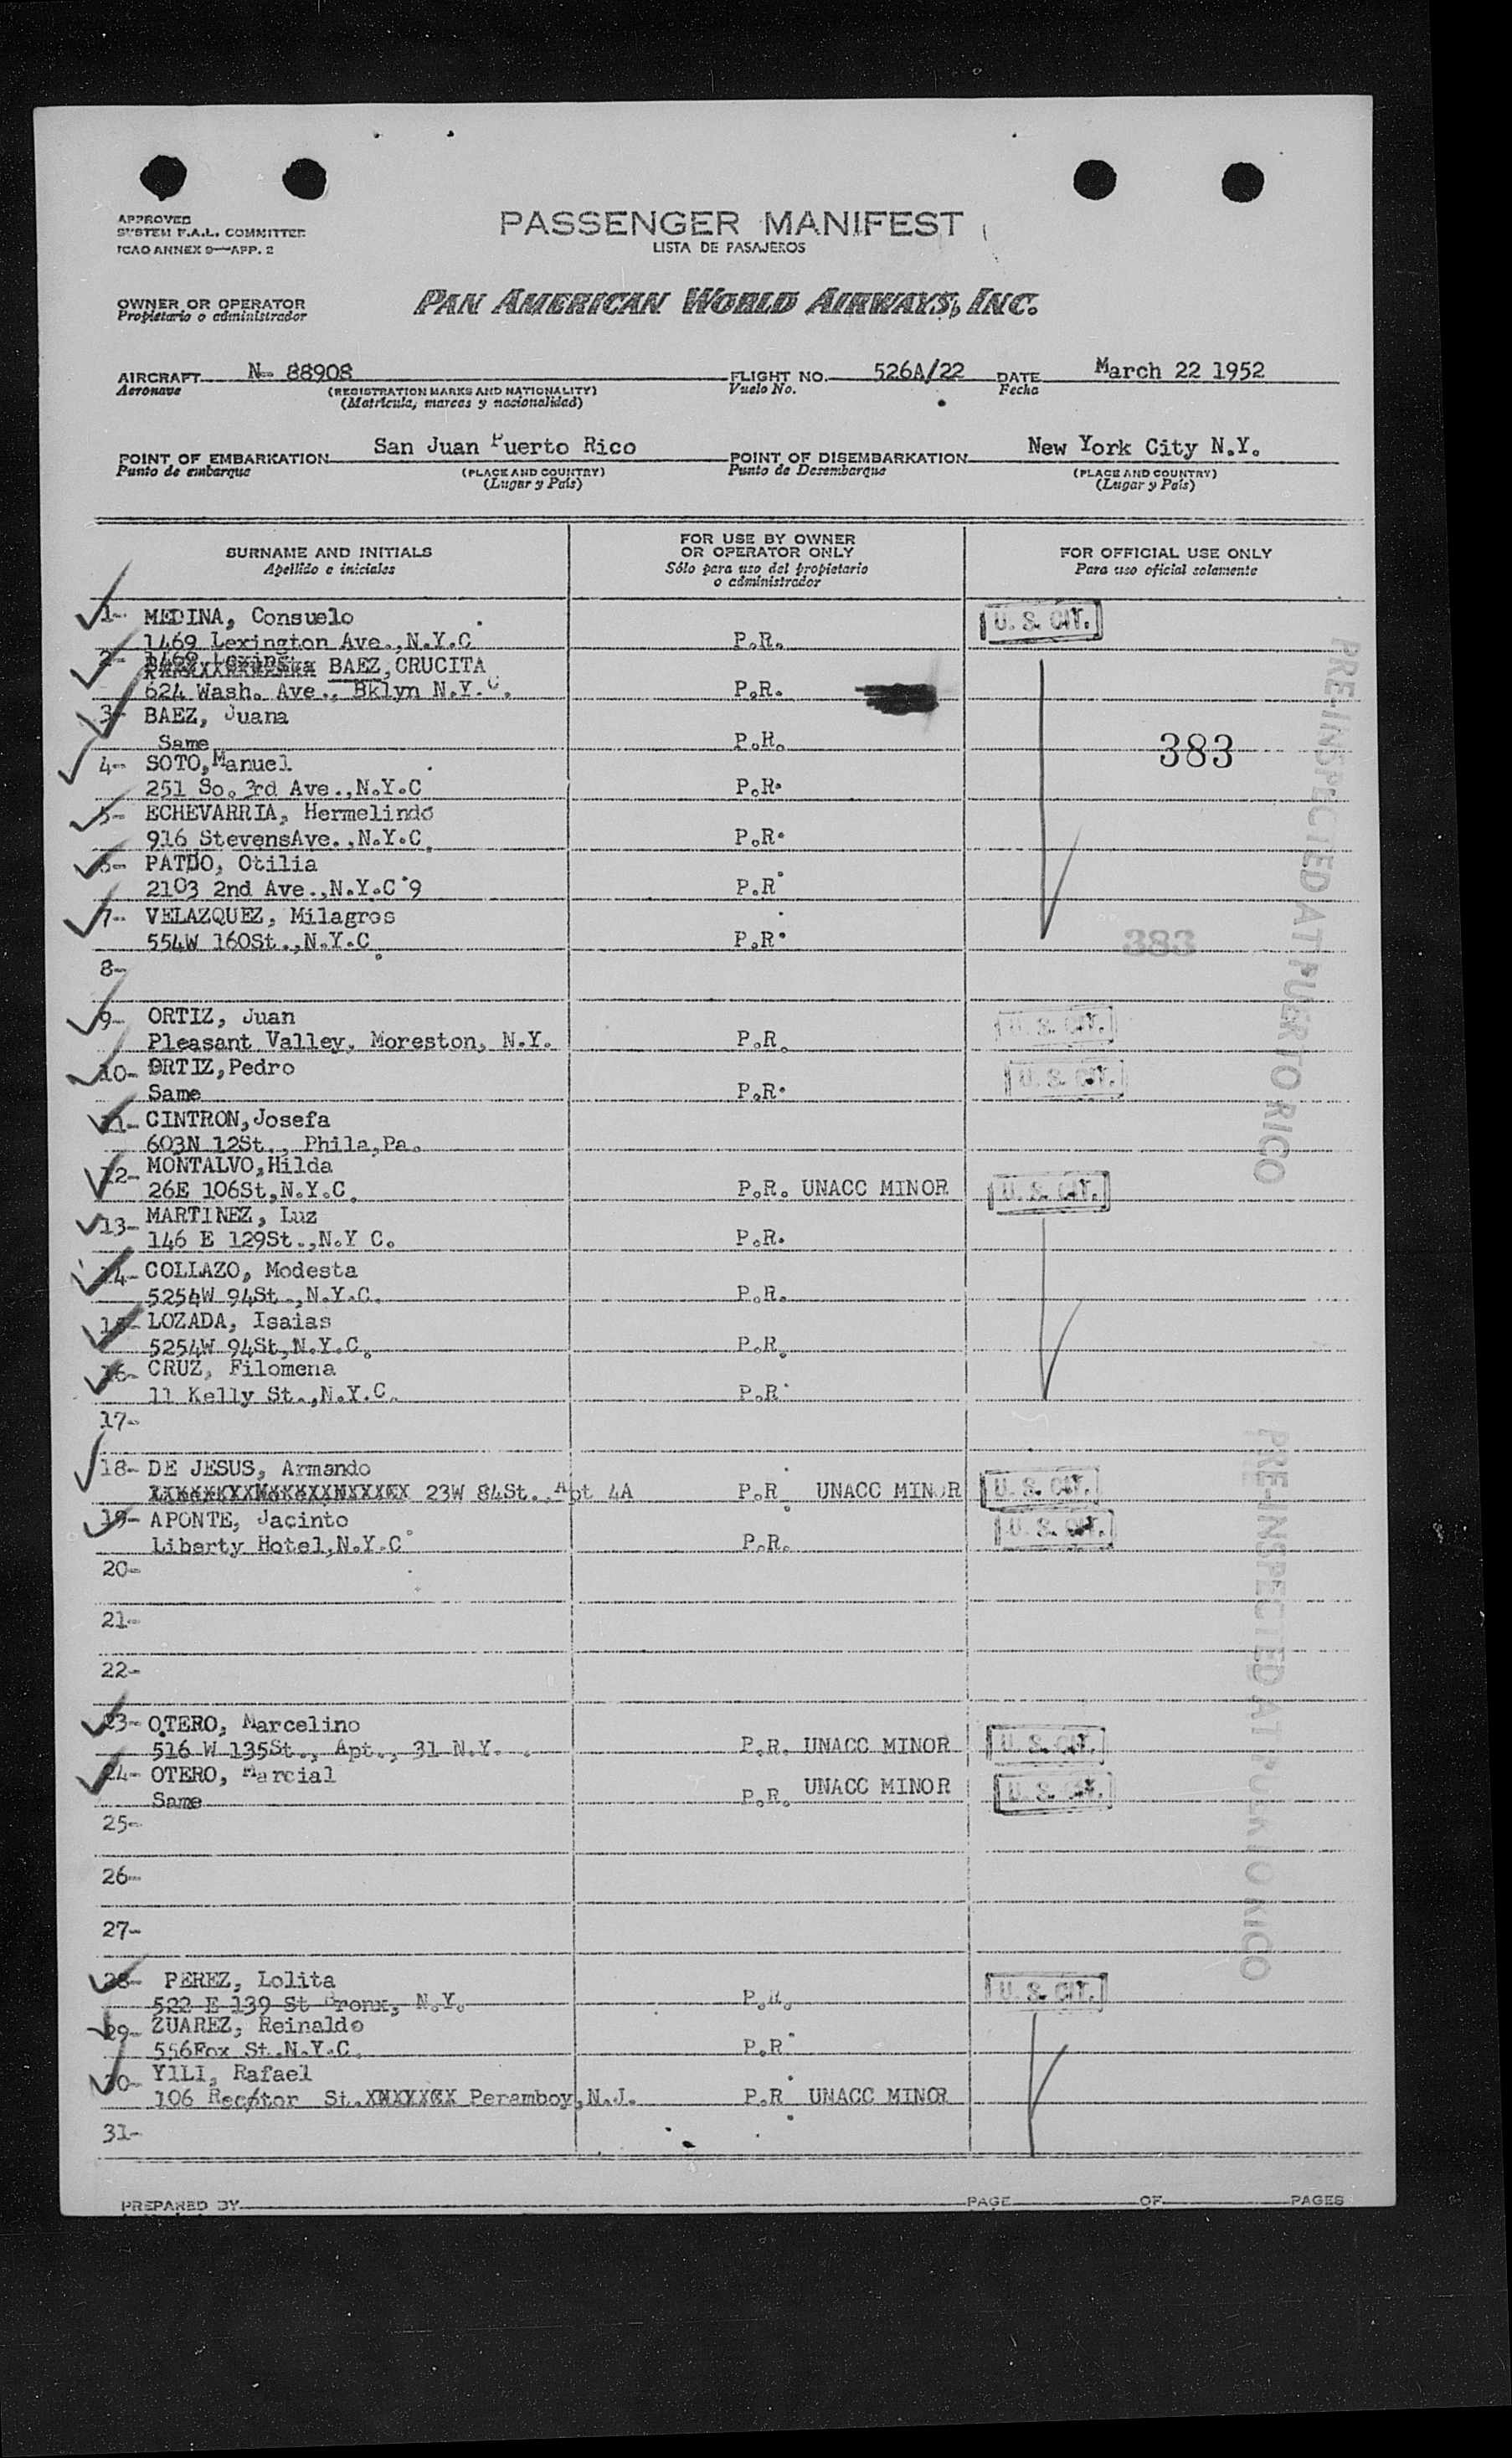 APPROVED
SYSTEM F.A.L. COMMITTEE
ICAO ANNEX 9—APP. 2
PASSENGER MANIFEST
LISTA DE PASAJEROS
OWNER OR OPERATOR
Propietario o administrador
PAN AMERICAN WORLD AIRWAYS, INC.
AIRCRAFT N- 88908 FLIGHT NO. 526A/22 DATE March 22 1952
Aeronave (REGISTRATION MARKS AND NATIONALITY) Vuelo No. Fecha
(Matrícula, marcas y nacionalidad)
POINT OF EMBARKATION San Juan Puerto Rico POINT OF DISEMBARKATION New York City N.Y.
Punto de embarque (PLACE AND COUNTRY) Punto de Desembarque (PLACE AND COUNTRY)
(Lugar y País) (Lugar y País)
SURNAME AND INITIALS FOR USE BY OWNER OR OPERATOR ONLY FOR OFFICIAL USE ONLY
Apellido e iniciales Sólo para uso del propietario o administrador Para uso oficial solamente
1- MEDINA, Consuelo U. S. CIT.
1469 Lexington Ave.,N.Y.C P.R.
2- BAEZ,CRUCITA
624 Wash. Ave., Bklyn N.Y.C. P.R.
3- BAEZ, Juana
Same P.R. 383
4- SOTO,Manuel
251 So. 3rd Ave.,N.Y.C P.R.
5- ECHEVARRIA, Hermelindo
916 StevensAve.,N.Y.C. P.R.
6- PATDO, Otilia
2103 2nd Ave.,N.Y.C 9 P.R.
7- VELAZQUEZ, Milagros
554W 160St.,N.Y.C. P.R. 383
8-
9- ORTIZ, Juan U. S. CIT.
Pleasant Valley, Moreston, N.Y. P.R.
10- ORTIZ,Pedro U. S. CIT.
Same P.R.
11- CINTRON,Josefa
603N 12St., Phila,Pa.
12- MONTALVO,Hilda
26E 106St,N.Y.C. P.R. UNACC MINOR U. S. CIT.
13- MARTINEZ, Luz
146 E 129St.,N.Y C. P.R.
14- COLLAZO, Modesta
5254W 94St.,N.Y.C. P.R.
15- LOZADA, Isaias
5254W 94St,N.Y.C. P.R.
16- CRUZ, Filomena
11 Kelly St.,N.Y.C. P.R.
17-
18- DE JESUS, Armando
23W 84St., Apt 4A P.R. UNACC MINOR U. S. CIT.
19- APONTE, Jacinto U. S. CIT.
Liberty Hotel,N.Y.C. P.R.
20-
21-
22-
23- OTERO, Marcelino
516 W 135St., Apt., 31 N.Y. . P.R. UNACC MINOR U. S. CIT.
24- OTERO, Marcial
Same P.R. UNACC MINOR U. S. CIT.
25-
26-
27-
28- PEREZ, Lolita U. S. CIT.
522 E 139 St Bronx, N.Y. P.R.
29- ZUAREZ, Reinaldo
556Fox St.N.Y.C. P.R.
30- YILI, Rafael
106 Recptor St. Peramboy,N.J. P.R. UNACC MINOR
31-
PREPARED BY PAGE OF PAGES
PRE-INSPECTED AT PUERTO RICO
PRE-INSPECTED AT PUERTO RICO